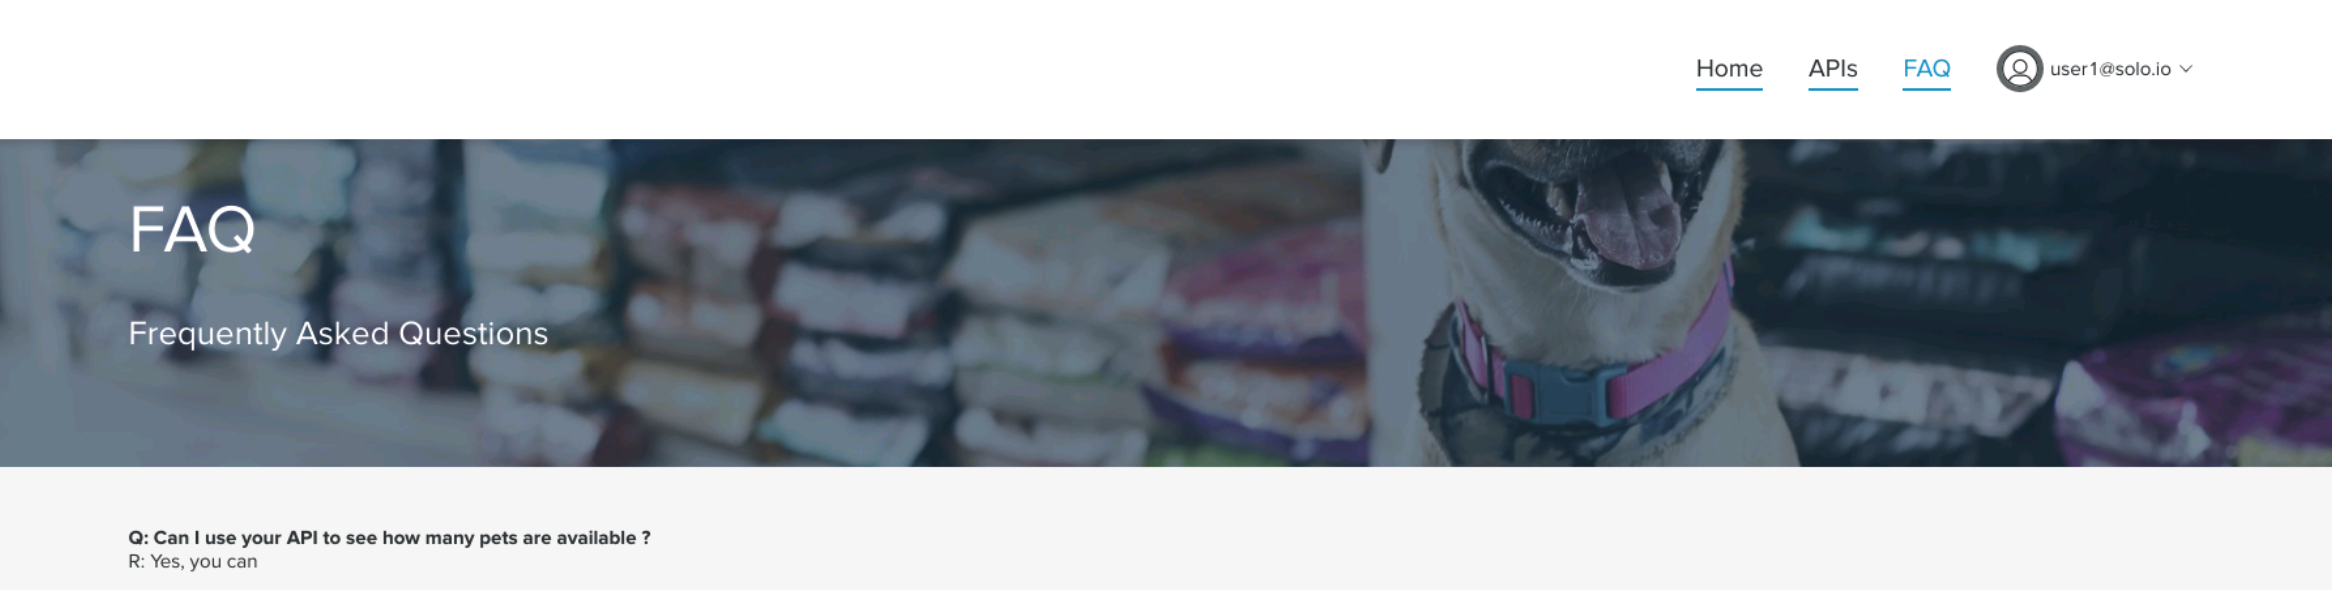 Home APIs FAQ user1@solo.io
FAQ
Frequently Asked Questions
Q: Can I use your API to see how many pets are available ?
R: Yes, you can